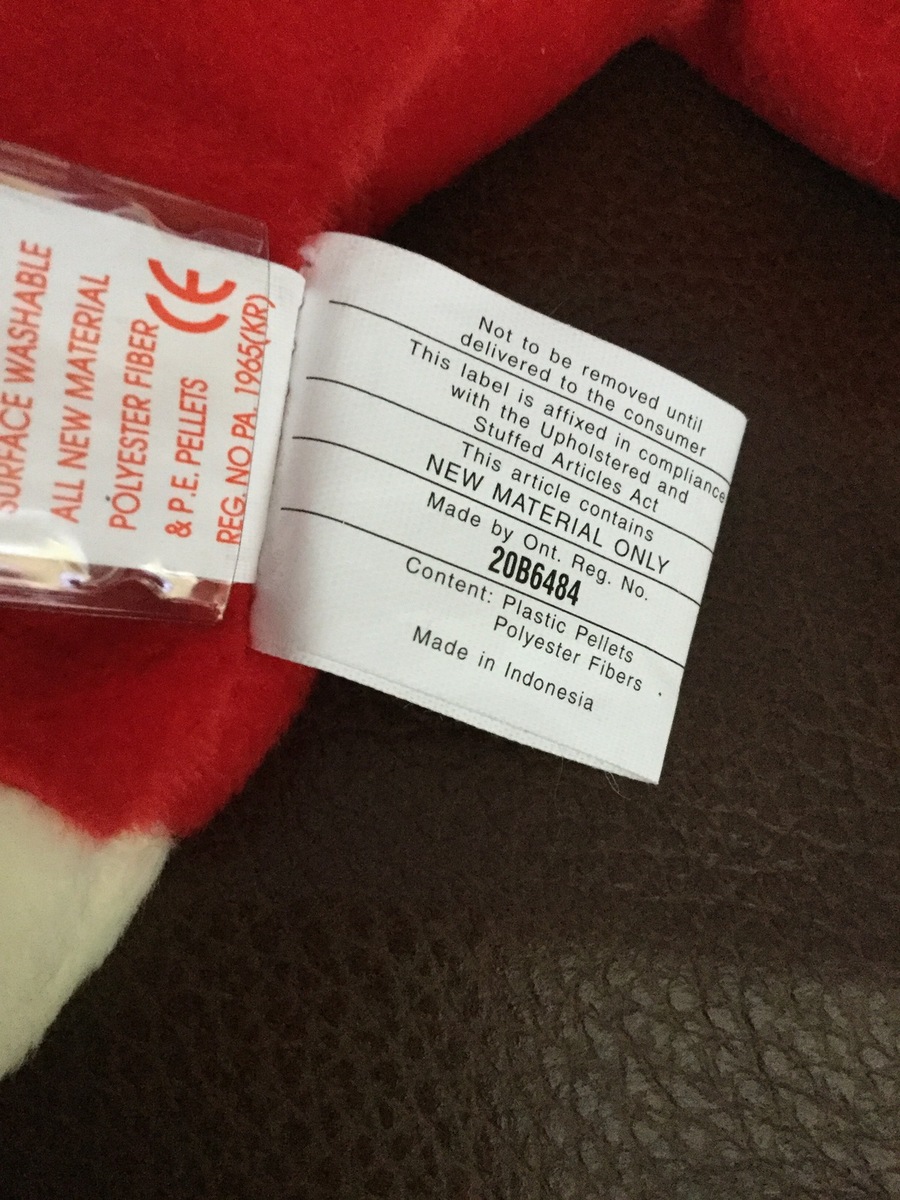 SURFACE WASHABLE
ALL NEW MATERIAL
POLYESTER FIBER
& P.E. PELLETS
REG. NO PA. 1965(KR)
CE
Not to be removed until
delivered to the consumer
This label is affixed in compliance
with the Upholstered and
Stuffed Articles Act
This article contains
NEW MATERIAL ONLY
Made by Ont. Reg. No.
20B6484
Content: Plastic Pellets
Polyester Fibers
Made in Indonesia